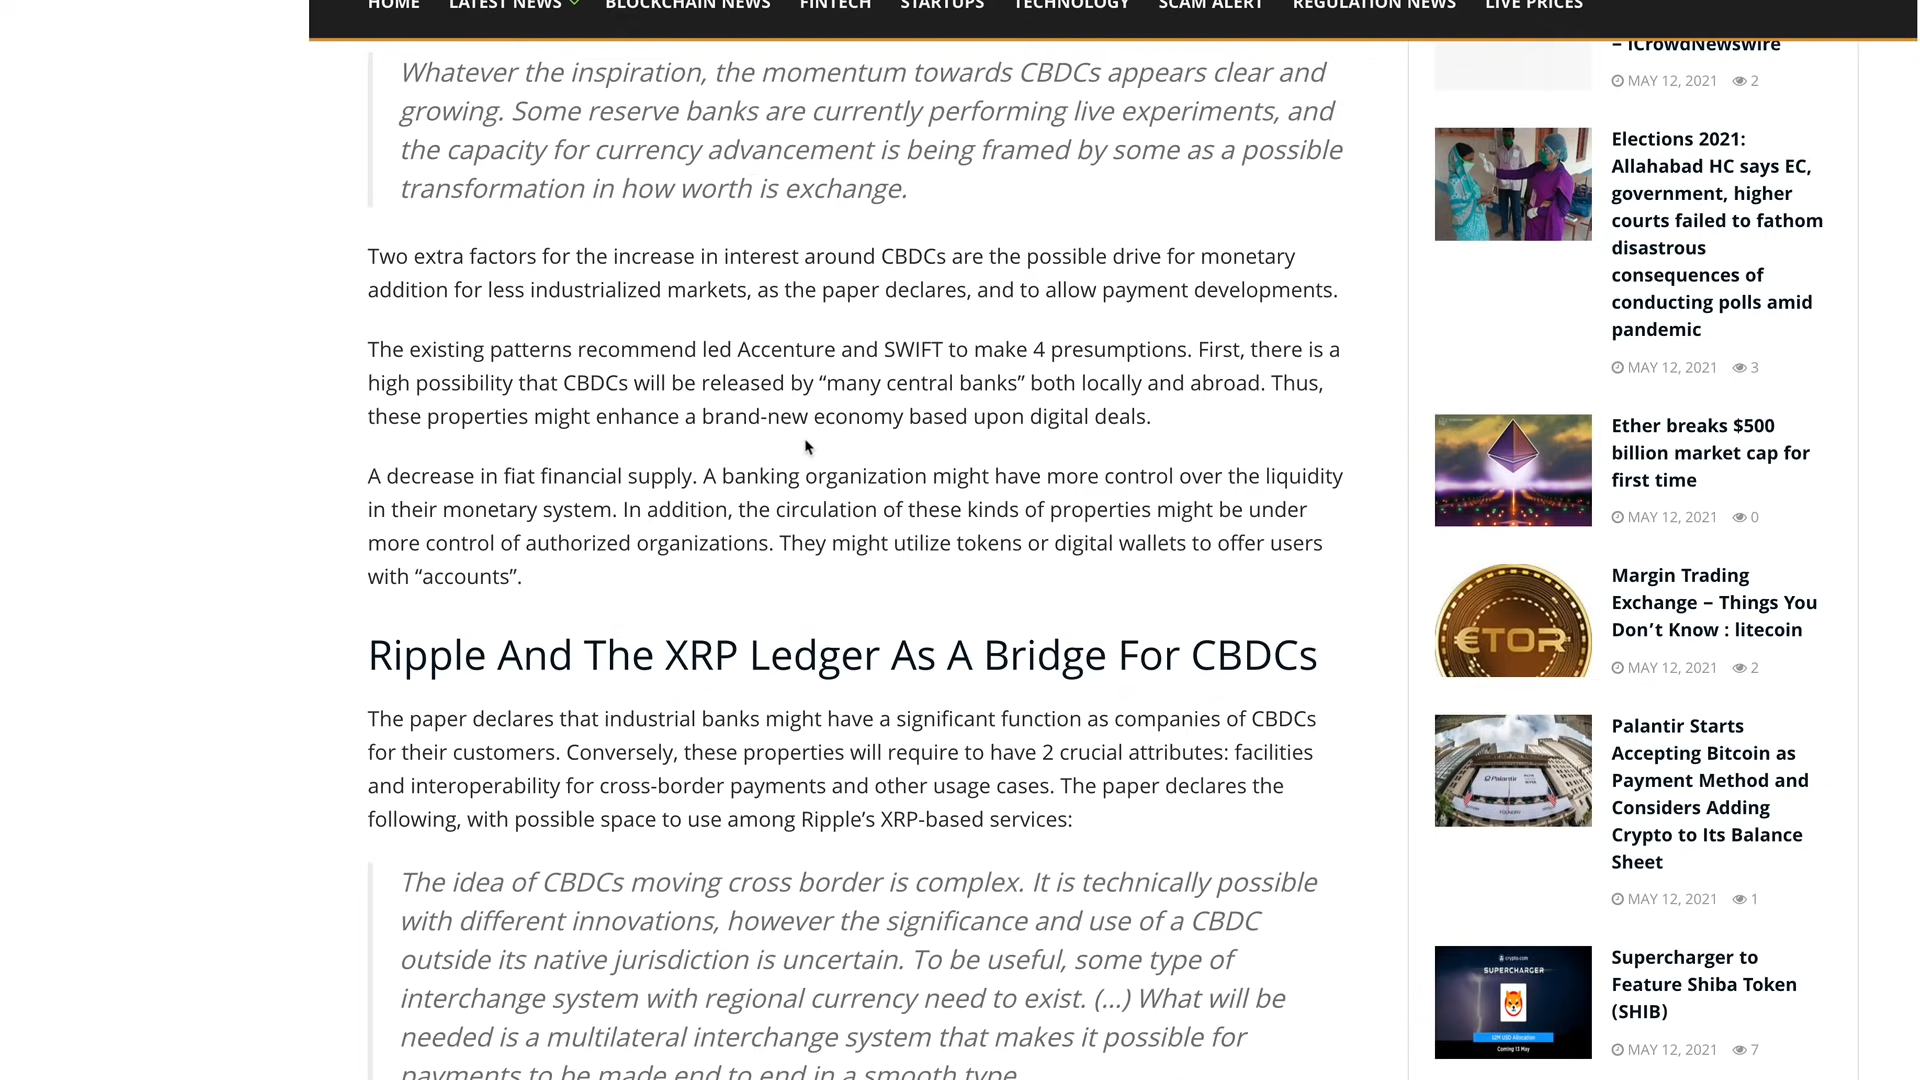 HOME LATEST NEWS BLOCKCHAIN NEWS FINTECH STARTUPS TECHNOLOGY SCAM ALERT REGULATION NEWS LIVE PRICES
Whatever the inspiration, the momentum towards CBDCs appears clear and
growing. Some reserve banks are currently performing live experiments, and
the capacity for currency advancement is being framed by some as a possible
transformation in how worth is exchange.
Two extra factors for the increase in interest around CBDCs are the possible drive for monetary
addition for less industrialized markets, as the paper declares, and to allow payment developments.
The existing patterns recommend led Accenture and SWIFT to make 4 presumptions. First, there is a
high possibility that CBDCs will be released by “many central banks” both locally and abroad. Thus,
these properties might enhance a brand-new economy based upon digital deals.
A decrease in fiat financial supply. A banking organization might have more control over the liquidity
in their monetary system. In addition, the circulation of these kinds of properties might be under
more control of authorized organizations. They might utilize tokens or digital wallets to offer users
with “accounts”.
Ripple And The XRP Ledger As A Bridge For CBDCs
The paper declares that industrial banks might have a significant function as companies of CBDCs
for their customers. Conversely, these properties will require to have 2 crucial attributes: facilities
and interoperability for cross-border payments and other usage cases. The paper declares the
following, with possible space to use among Ripple’s XRP-based services:
The idea of CBDCs moving cross border is complex. It is technically possible
with different innovations, however the significance and use of a CBDC
outside its native jurisdiction is uncertain. To be useful, some type of
interchange system with regional currency need to exist. (…) What will be
needed is a multilateral interchange system that makes it possible for
payments to be made end to end in a smooth type.
– ICrowdNewswire
MAY 12, 2021 2
Elections 2021:
Allahabad HC says EC,
government, higher
courts failed to fathom
disastrous
consequences of
conducting polls amid
pandemic
MAY 12, 2021 3
Ether breaks $500
billion market cap for
first time
MAY 12, 2021 0
€TOR
Margin Trading
Exchange – Things You
Don’t Know : litecoin
MAY 12, 2021 2
Palantir
Palantir Starts
Accepting Bitcoin as
Payment Method and
Considers Adding
Crypto to Its Balance
Sheet
MAY 12, 2021 1
crypto.com
SUPERCHARGER
Coming 13 May
Supercharger to
Feature Shiba Token
(SHIB)
MAY 12, 2021 7